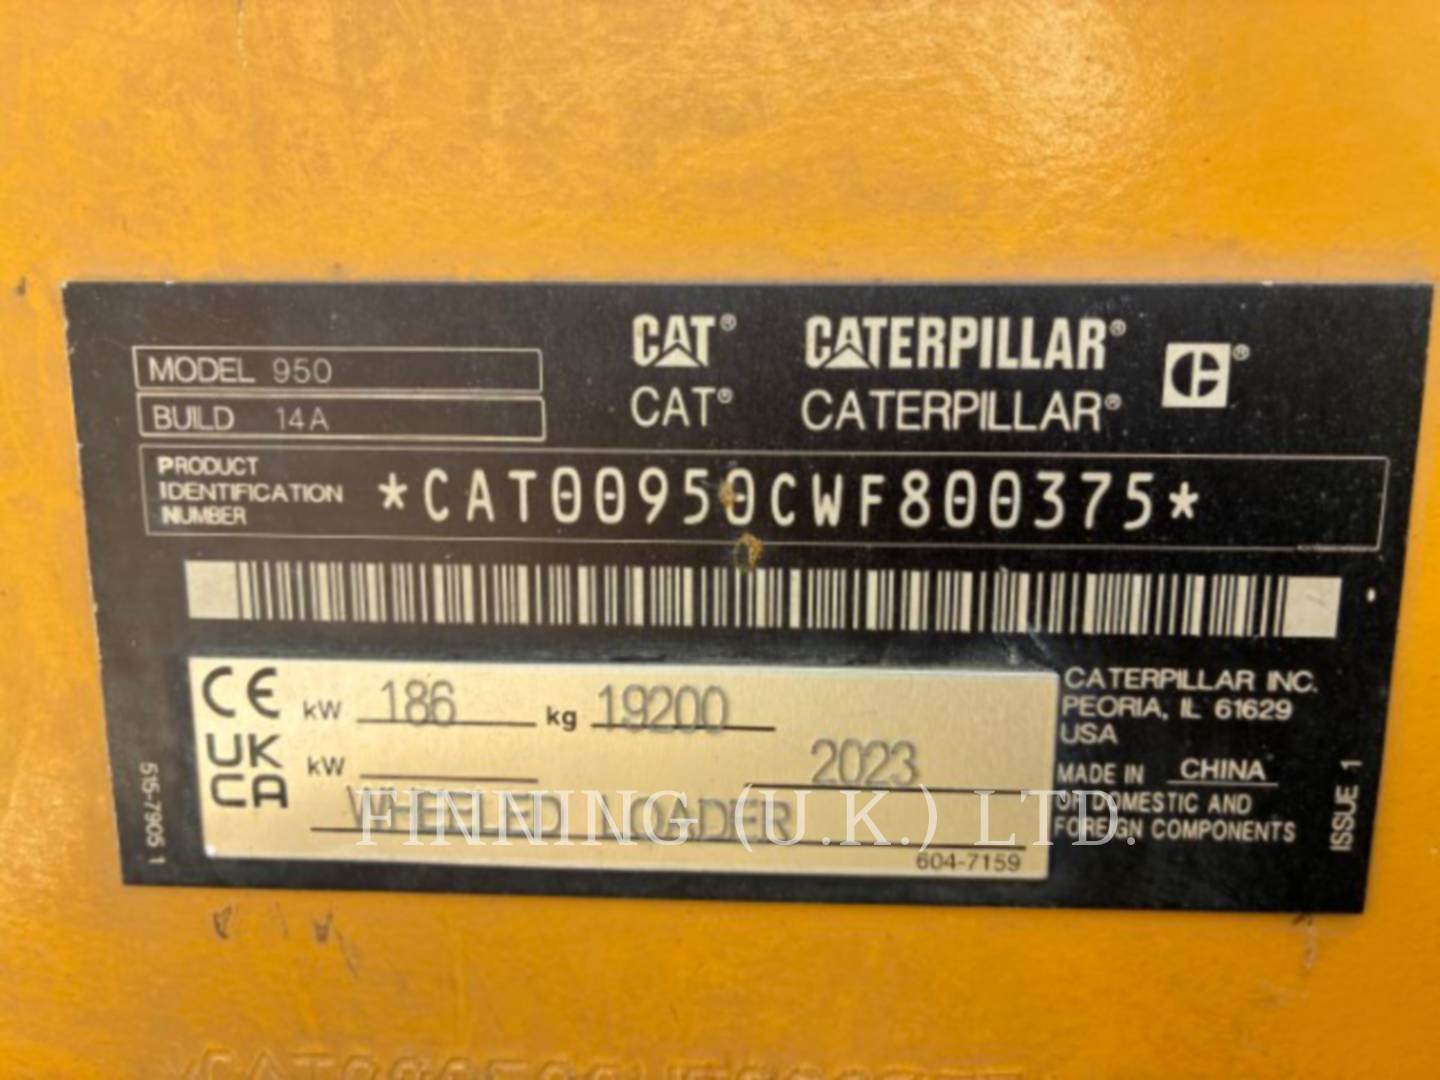 CAT® CATERPILLAR® C®
CAT® CATERPILLAR®
MODEL 950
BUILD 14A
PRODUCT IDENTIFICATION NUMBER *CAT00950CWF800375*
CE kW 186 kg 19200
UKCA kW 2023
WHEELED LOADER
604-7159
CATERPILLAR INC.
PEORIA, IL 61629
USA
MADE IN CHINA
OF DOMESTIC AND
FOREIGN COMPONENTS
515-7905 1
ISSUE 1
FINNING (U.K.) LTD.